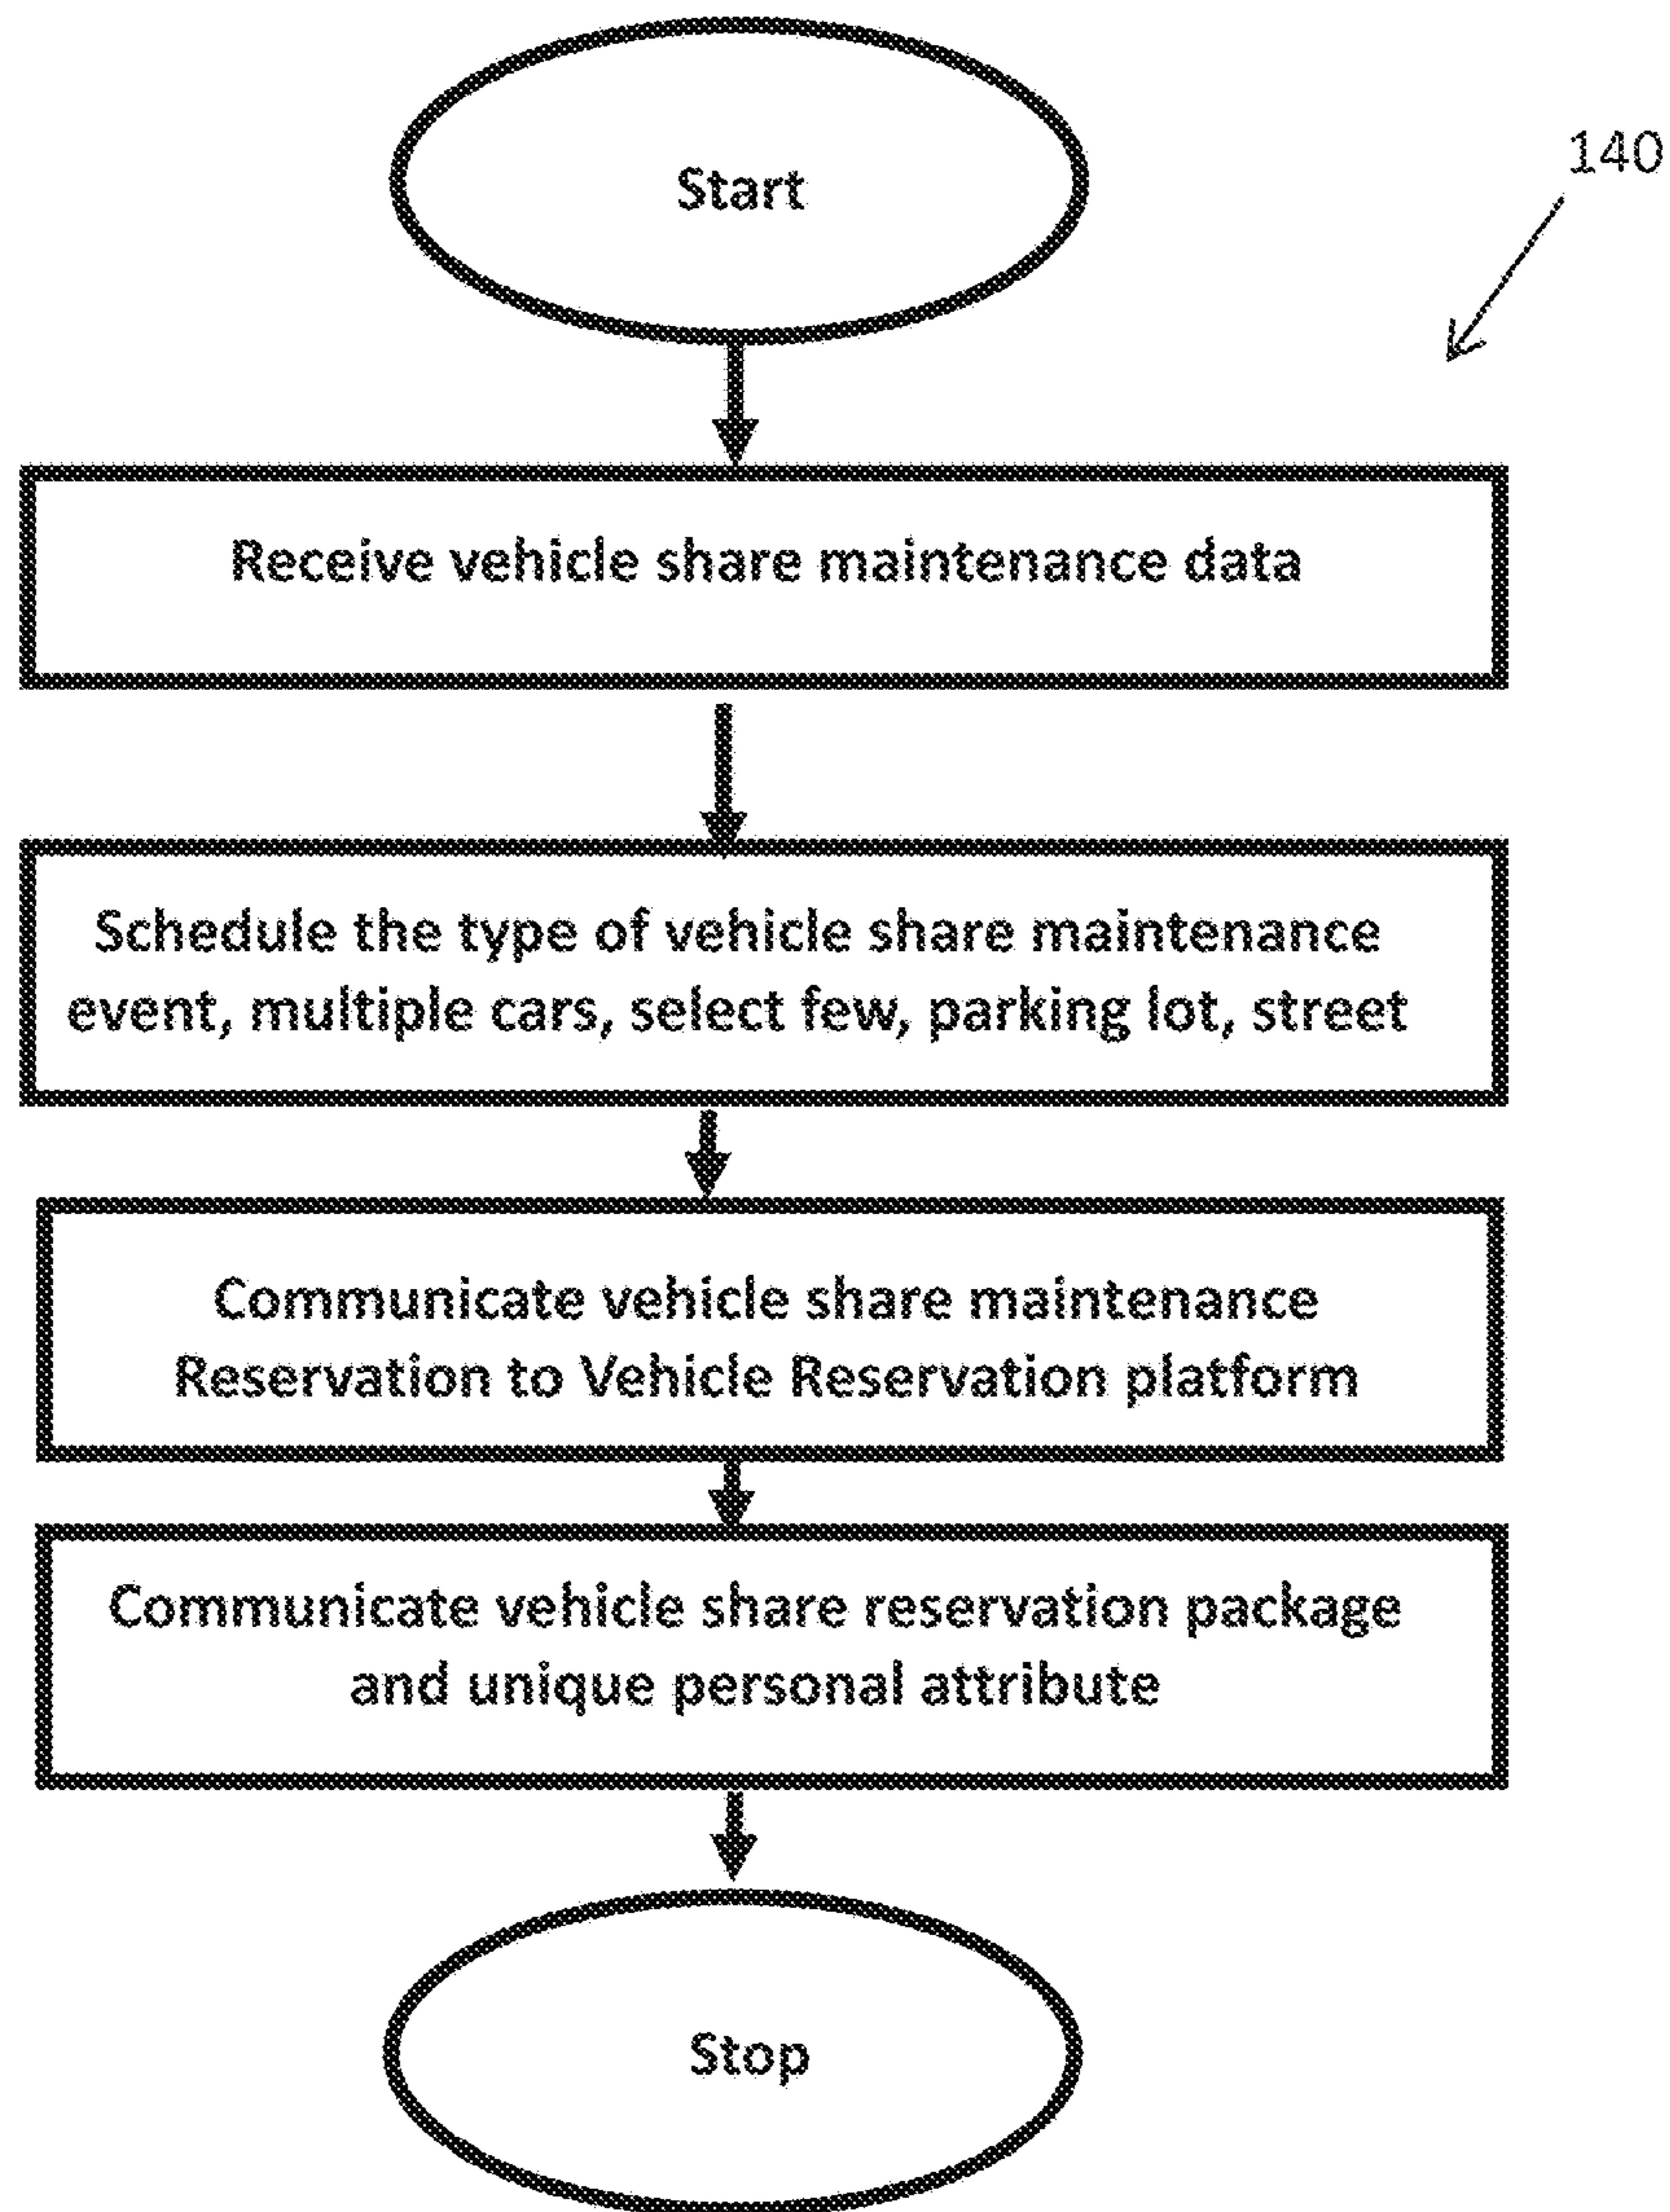 Start
140
Receive vehicle share maintenance data
Schedule the type of vehicle share maintenance
event, multiple cars, select few, parking lot, street
Communicate vehicle share maintenance
Reservation to Vehicle Reservation platform
Communicate vehicle share reservation package
and unique personal attribute
Stop